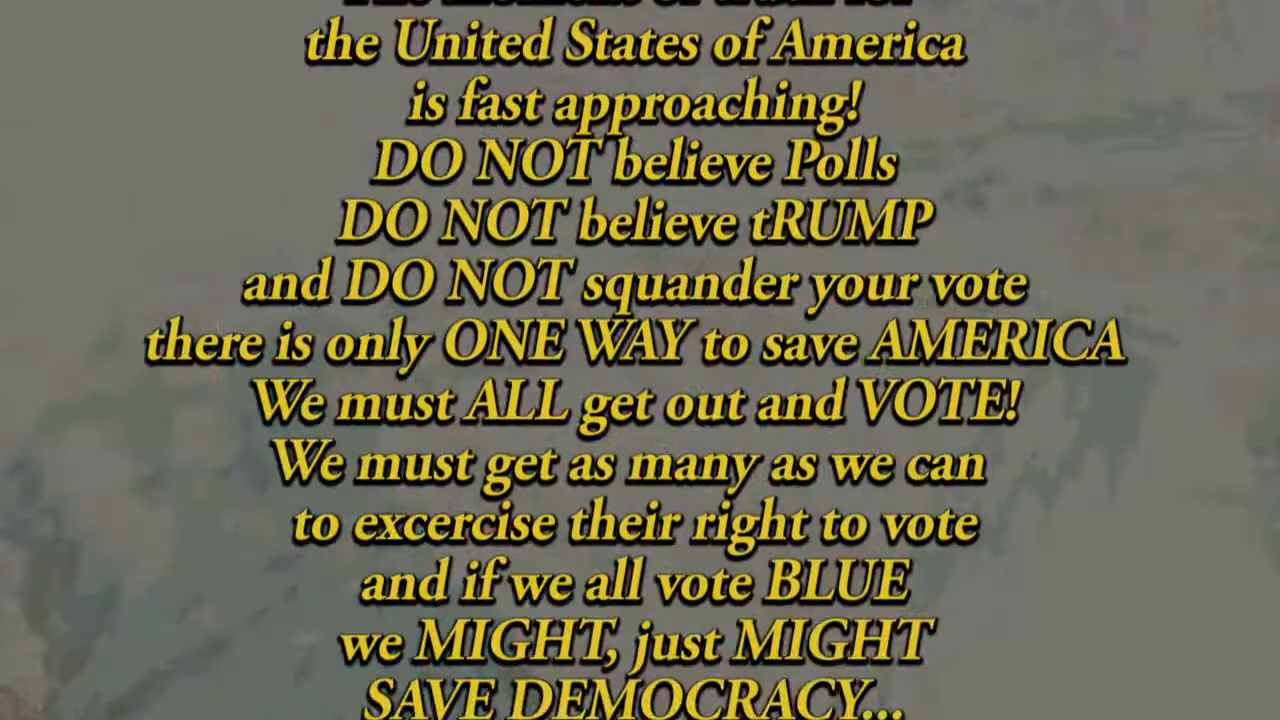 the United States of America
is fast approaching!
DO NOT believe Polls
DO NOT believe tRUMP
and DO NOT squander your vote
there is only ONE WAY to save AMERICA
We must ALL get out and VOTE!
We must get as many as we can
to excercise their right to vote
and if we all vote BLUE
we MIGHT, just MIGHT
SAVE DEMOCRACY...